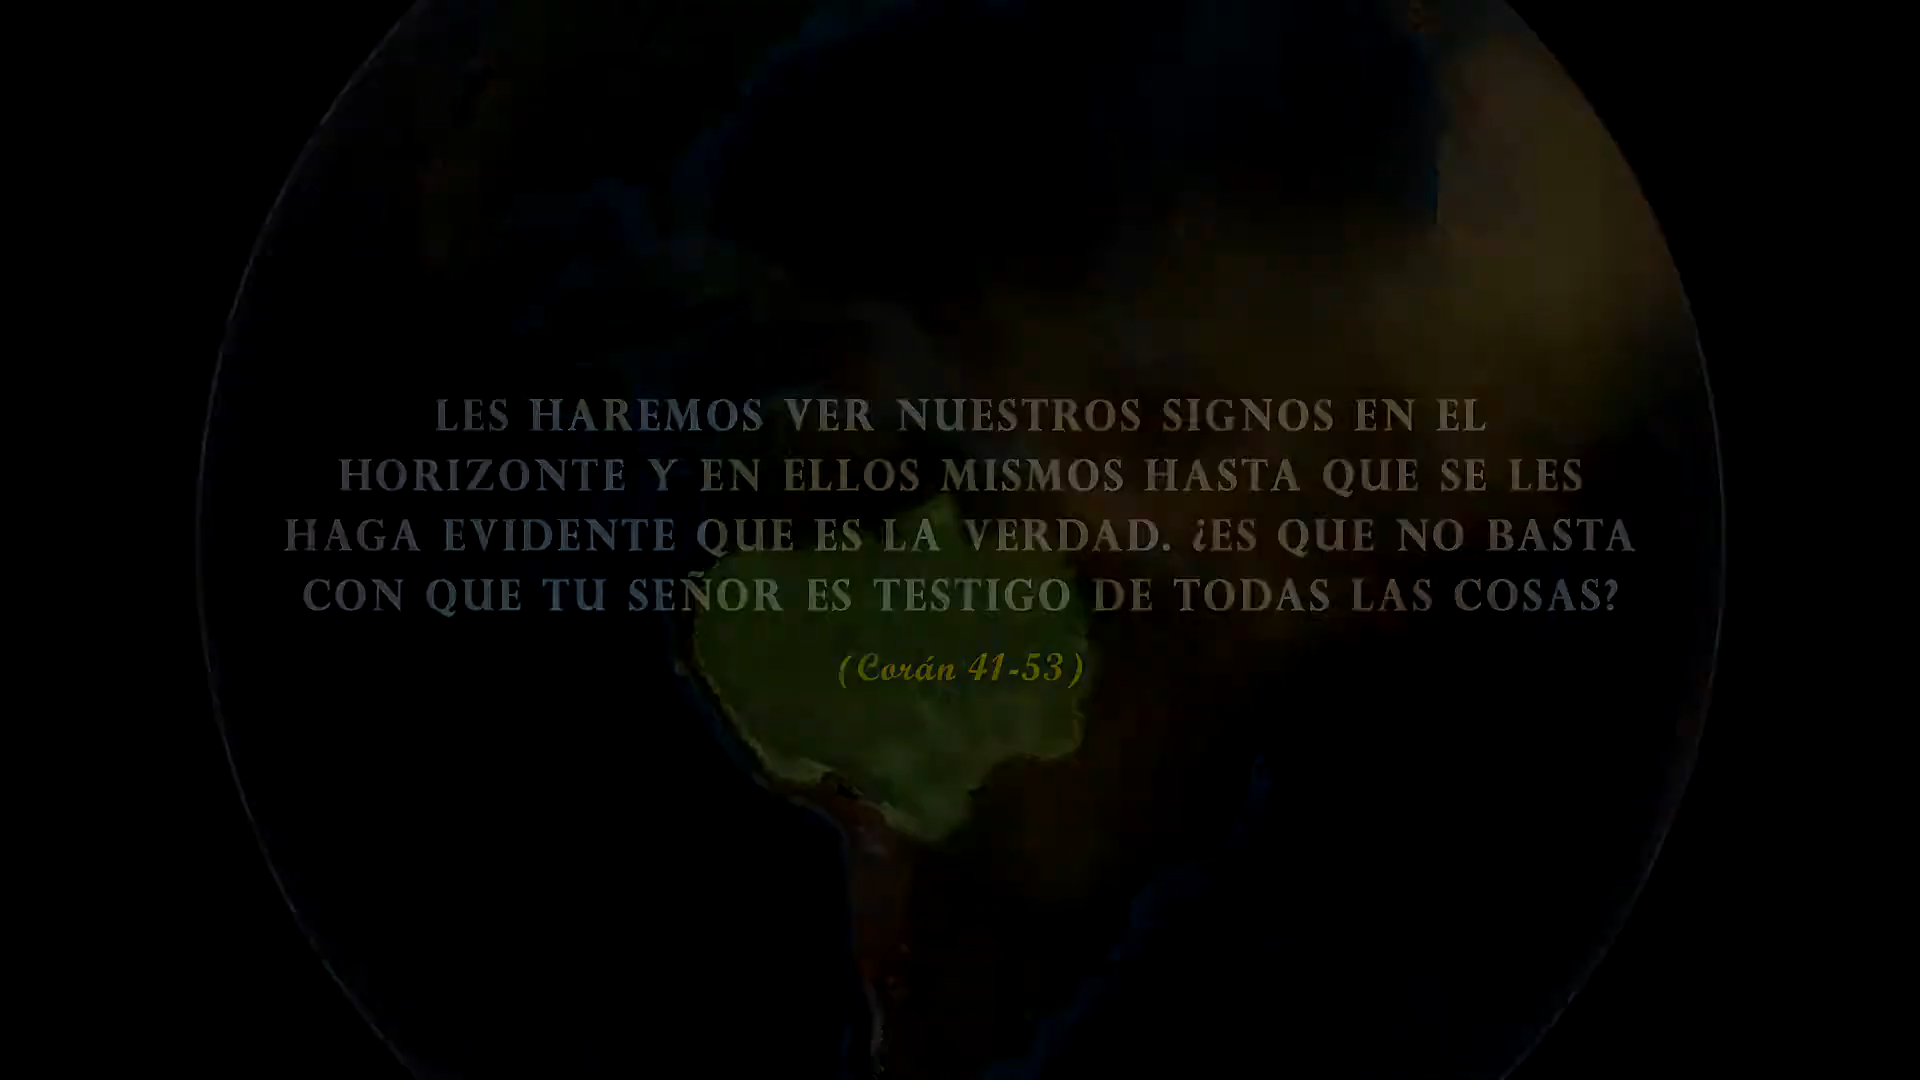 LES HAREMOS VER NUESTROS SIGNOS EN EL
HORIZONTE Y EN ELLOS MISMOS HASTA QUE SE LES
HAGA EVIDENTE QUE ES LA VERDAD. ¿ES QUE NO BASTA
CON QUE TU SEÑOR ES TESTIGO DE TODAS LAS COSAS?
(Corán 41-53)